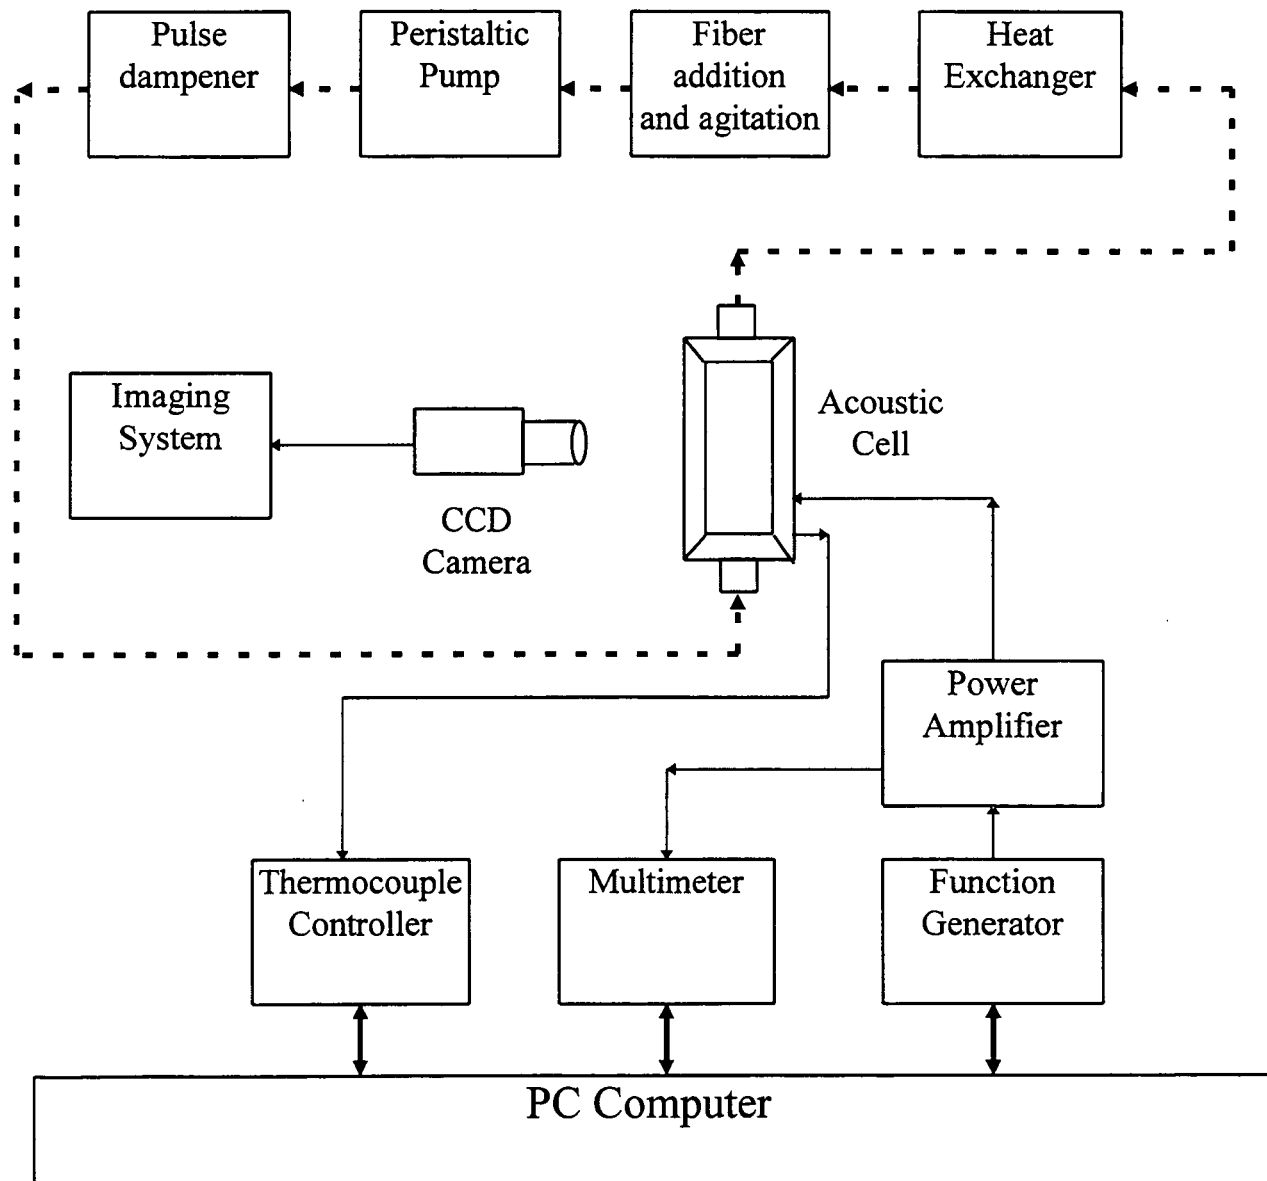 Pulse
dampener
Peristaltic
Pump
Fiber
addition
and agitation
Heat
Exchanger
Imaging
System
CCD
Camera
Acoustic
Cell
Power
Amplifier
Thermocouple
Controller
Multimeter
Function
Generator
PC Computer